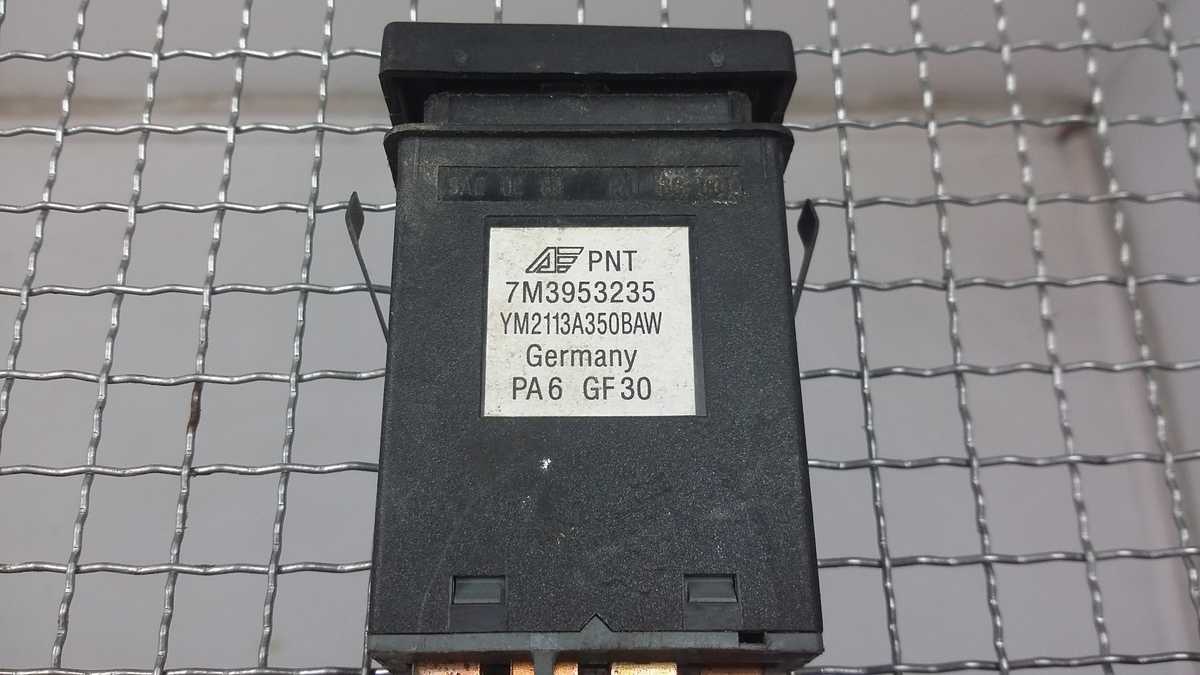 PNT
7M3953235
YM2113A350BAW
Germany
PA6 GF30